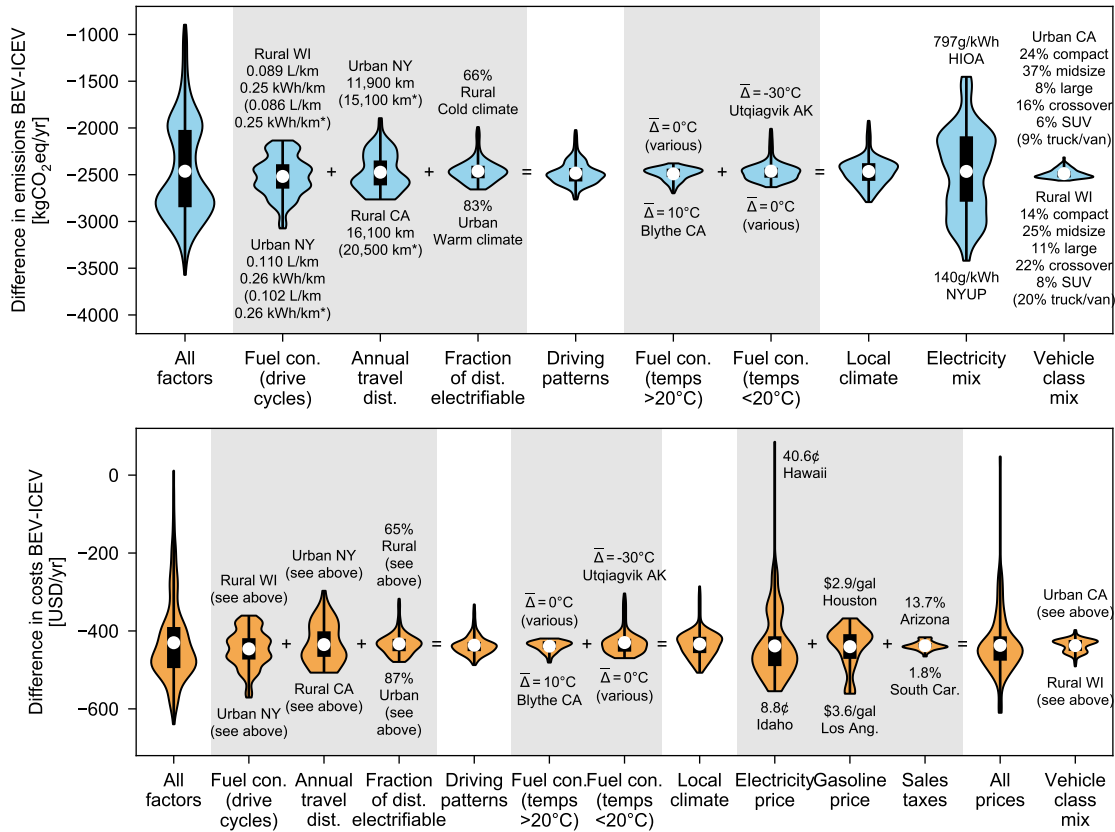 Difference in emissions BEV-ICEV
[kgCO2eq/yr]
−1000
−1500
−2000
−2500
−3000
−3500
−4000
Rural WI
0.089 L/km
0.25 kWh/km
(0.086 L/km
0.25 kWh/km*)
Urban NY
0.110 L/km
0.26 kWh/km
(0.102 L/km
0.26 kWh/km*)
+
Urban NY
11,900 km
(15,100 km*)
Rural CA
16,100 km
(20,500 km*)
+
66%
Rural
Cold climate
83%
Urban
Warm climate
=
Δ̅ = 0°C
(various)
Δ̅ = 10°C
Blythe CA
+
Δ̅ = -30°C
Utqiagvik AK
Δ̅ = 0°C
(various)
=
797g/kWh
HIOA
140g/kWh
NYUP
Urban CA
24% compact
37% midsize
8% large
16% crossover
6% SUV
(9% truck/van)
Rural WI
14% compact
25% midsize
11% large
22% crossover
8% SUV
(20% truck/van)
All
factors
Fuel con.
(drive
cycles)
Annual
travel
dist.
Fraction
of dist.
electrifiable
Driving
patterns
Fuel con.
(temps
>20°C)
Fuel con.
(temps
<20°C)
Local
climate
Electricity
mix
Vehicle
class
mix
Difference in costs BEV-ICEV
[USD/yr]
0
−200
−400
−600
Rural WI
(see above)
Urban NY
(see above)
+
Urban NY
(see above)
Rural CA
(see above)
+
65%
Rural
(see
above)
87%
Urban
(see
above)
=
Δ̅ = 0°C
(various)
Δ̅ = 10°C
Blythe CA
+
Δ̅ = -30°C
Utqiagvik AK
Δ̅ = 0°C
(various)
=
40.6¢
Hawaii
8.8¢
Idaho
+
$2.9/gal
Houston
$3.6/gal
Los Ang.
+
13.7%
Arizona
1.8%
South Car.
=
Urban CA
(see above)
Rural WI
(see above)
All
factors
Fuel con.
(drive
cycles)
Annual
travel
dist.
Fraction
of dist.
electrifiable
Driving
patterns
Fuel con.
(temps
>20°C)
Fuel con.
(temps
<20°C)
Local
climate
Electricity
price
Gasoline
price
Sales
taxes
All
prices
Vehicle
class
mix